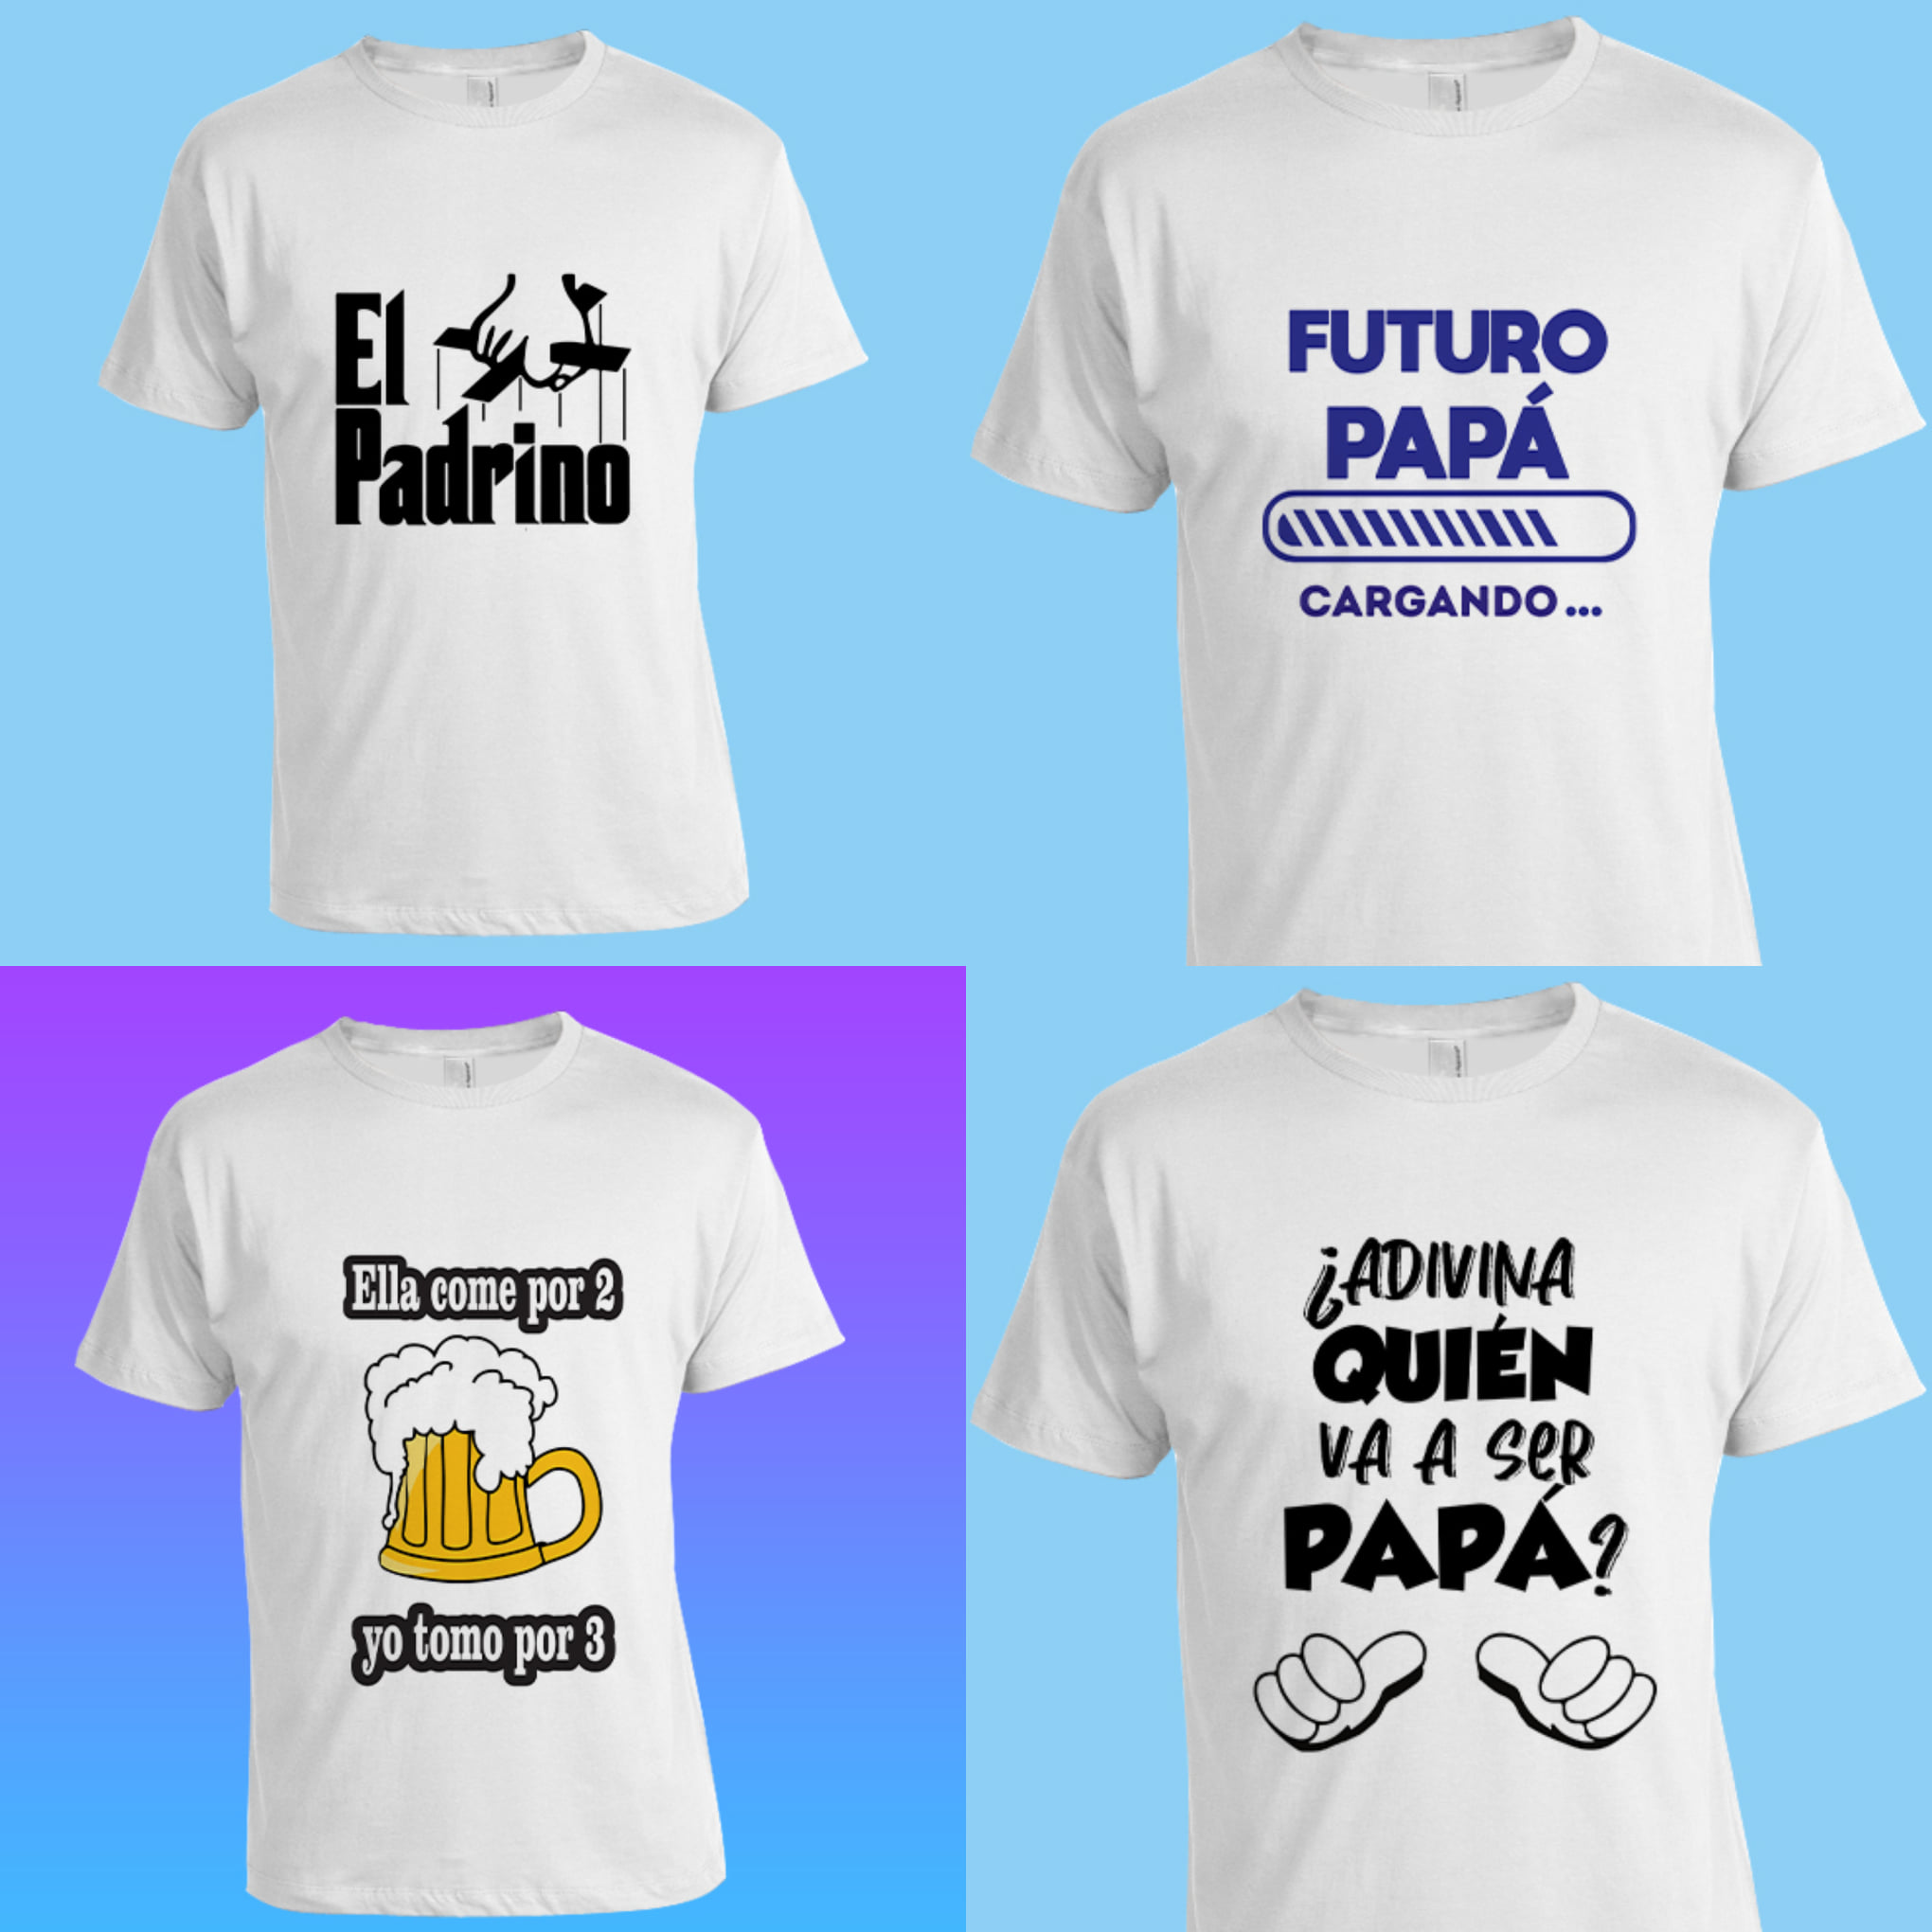 El
Padrino
FUTURO
PAPÁ
CARGANDO...
Ella come por 2
yo tomo por 3
¿ADIVINA
QUIÉN
VA A SER
PAPÁ?